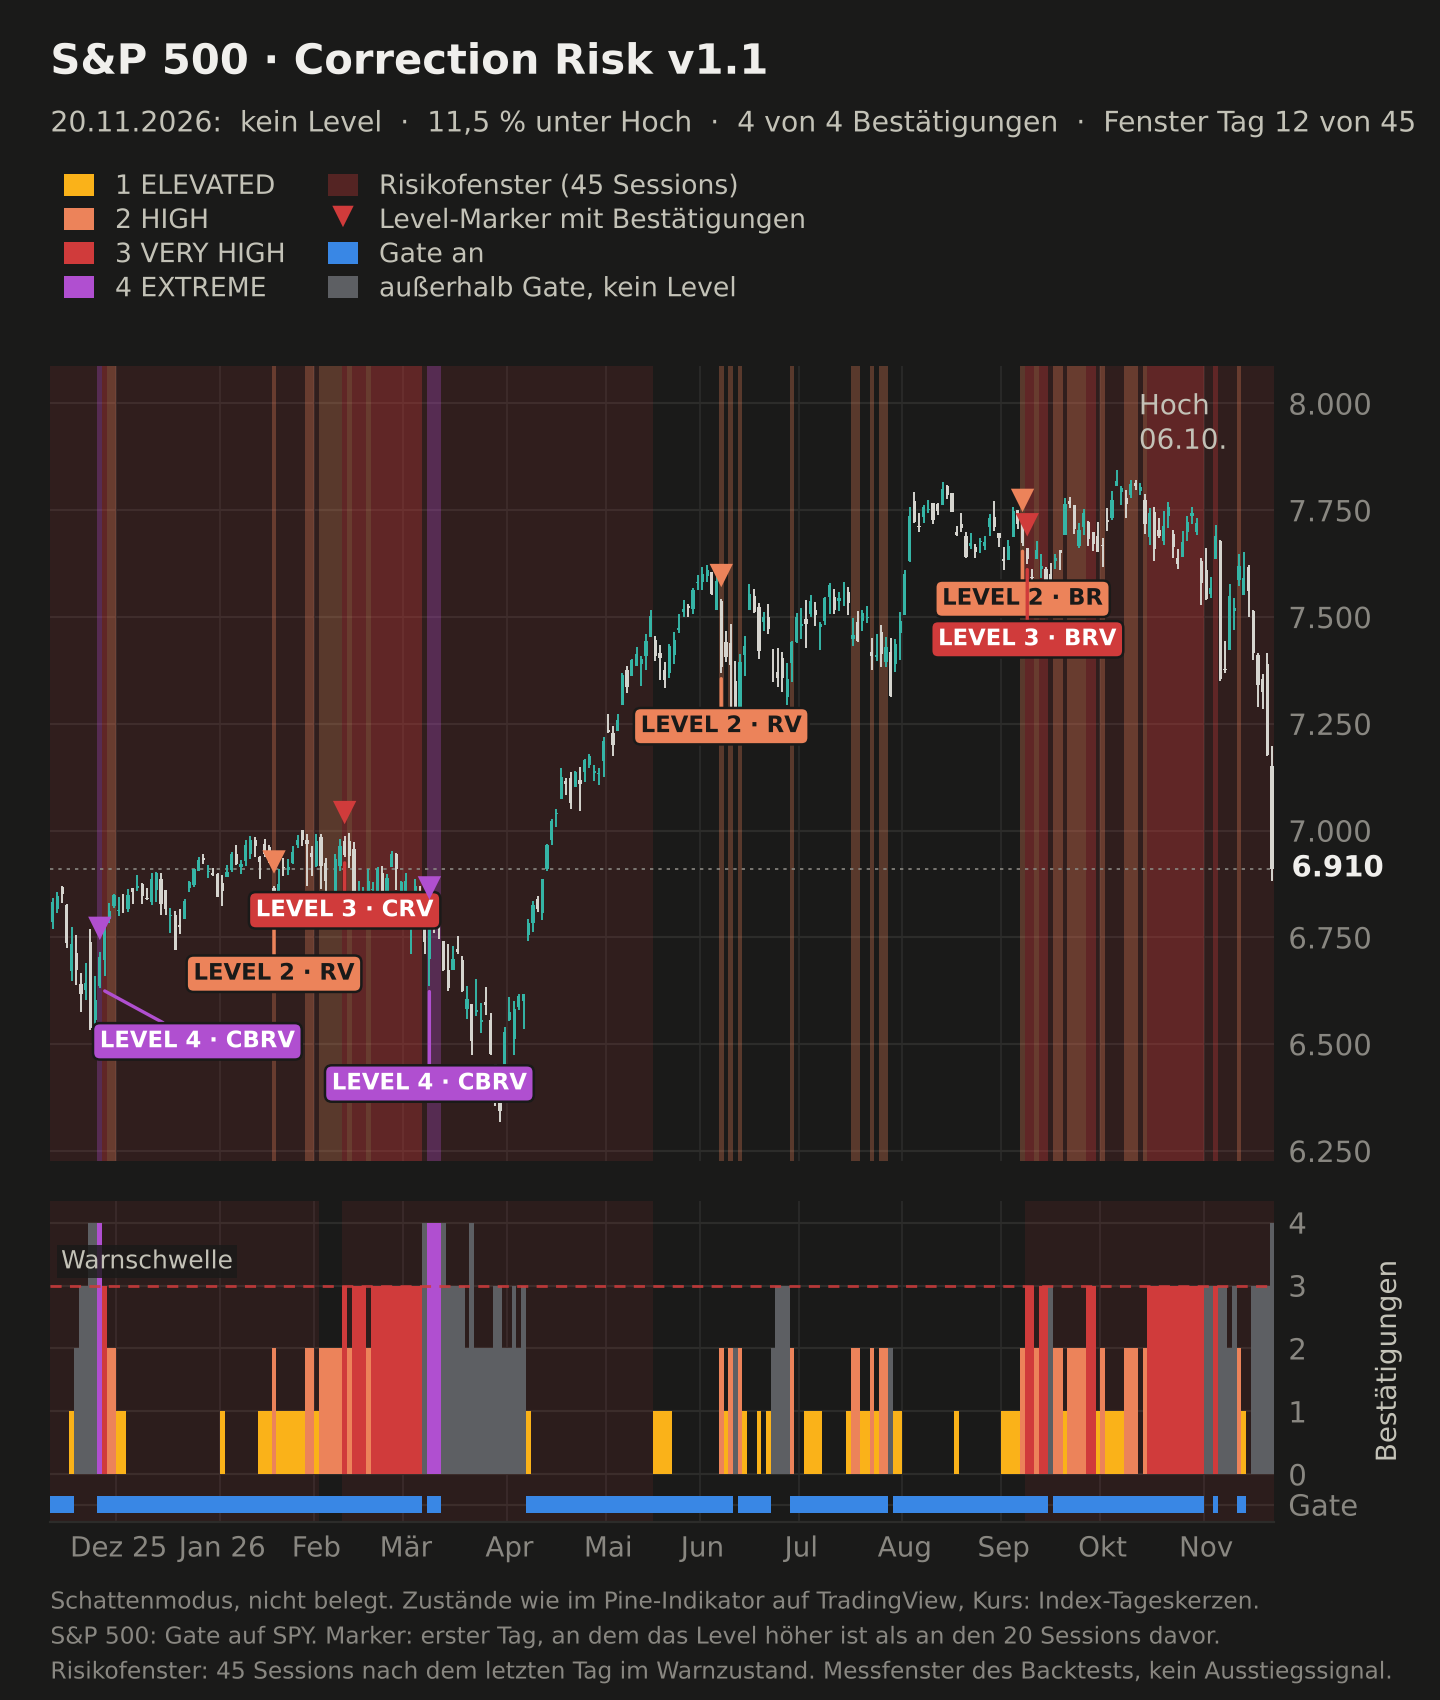 S&P 500 · Correction Risk v1.1
20.11.2026:  kein Level  ·  11,5 % unter Hoch  ·  4 von 4 Bestätigungen  ·  Fenster Tag 12 von 45
1 ELEVATED
2 HIGH
3 VERY HIGH
4 EXTREME
Risikofenster (45 Sessions)
Level-Marker mit Bestätigungen
Gate an
außerhalb Gate, kein Level
Hoch
06.10.
8.000
7.750
7.500
7.250
7.000
6.910
6.750
6.500
6.250
LEVEL 2 · BR
LEVEL 3 · BRV
LEVEL 2 · RV
LEVEL 3 · CRV
LEVEL 2 · RV
LEVEL 4 · CBRV
LEVEL 4 · CBRV
Warnschwelle
4
3
2
1
0
Gate
Bestätigungen
Dez 25 Jan 26 Feb Mär Apr Mai Jun Jul Aug Sep Okt Nov
Schattenmodus, nicht belegt. Zustände wie im Pine-Indikator auf TradingView, Kurs: Index-Tageskerzen.
S&P 500: Gate auf SPY. Marker: erster Tag, an dem das Level höher ist als an den 20 Sessions davor.
Risikofenster: 45 Sessions nach dem letzten Tag im Warnzustand. Messfenster des Backtests, kein Ausstiegssignal.